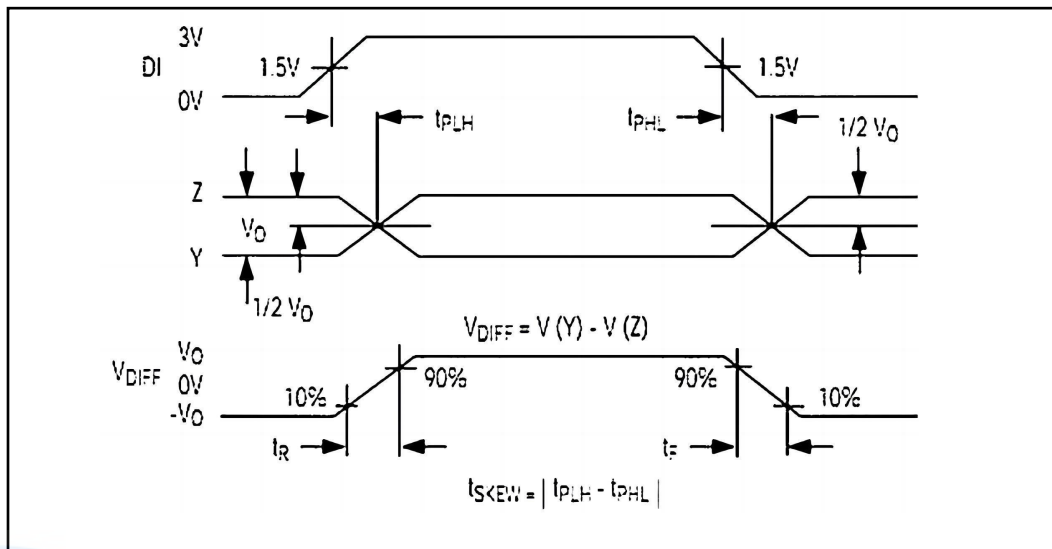 3V
DI 1.5V 1.5V
0V
tPLH tPHL 1/2 VO
Z
VO
Y
1/2 VO
VDIFF = V (Y) - V (Z)
VO
VDIFF 0V 90% 90%
-VO 10% 10%
tR tF
tSKEW = | tPLH - tPHL |